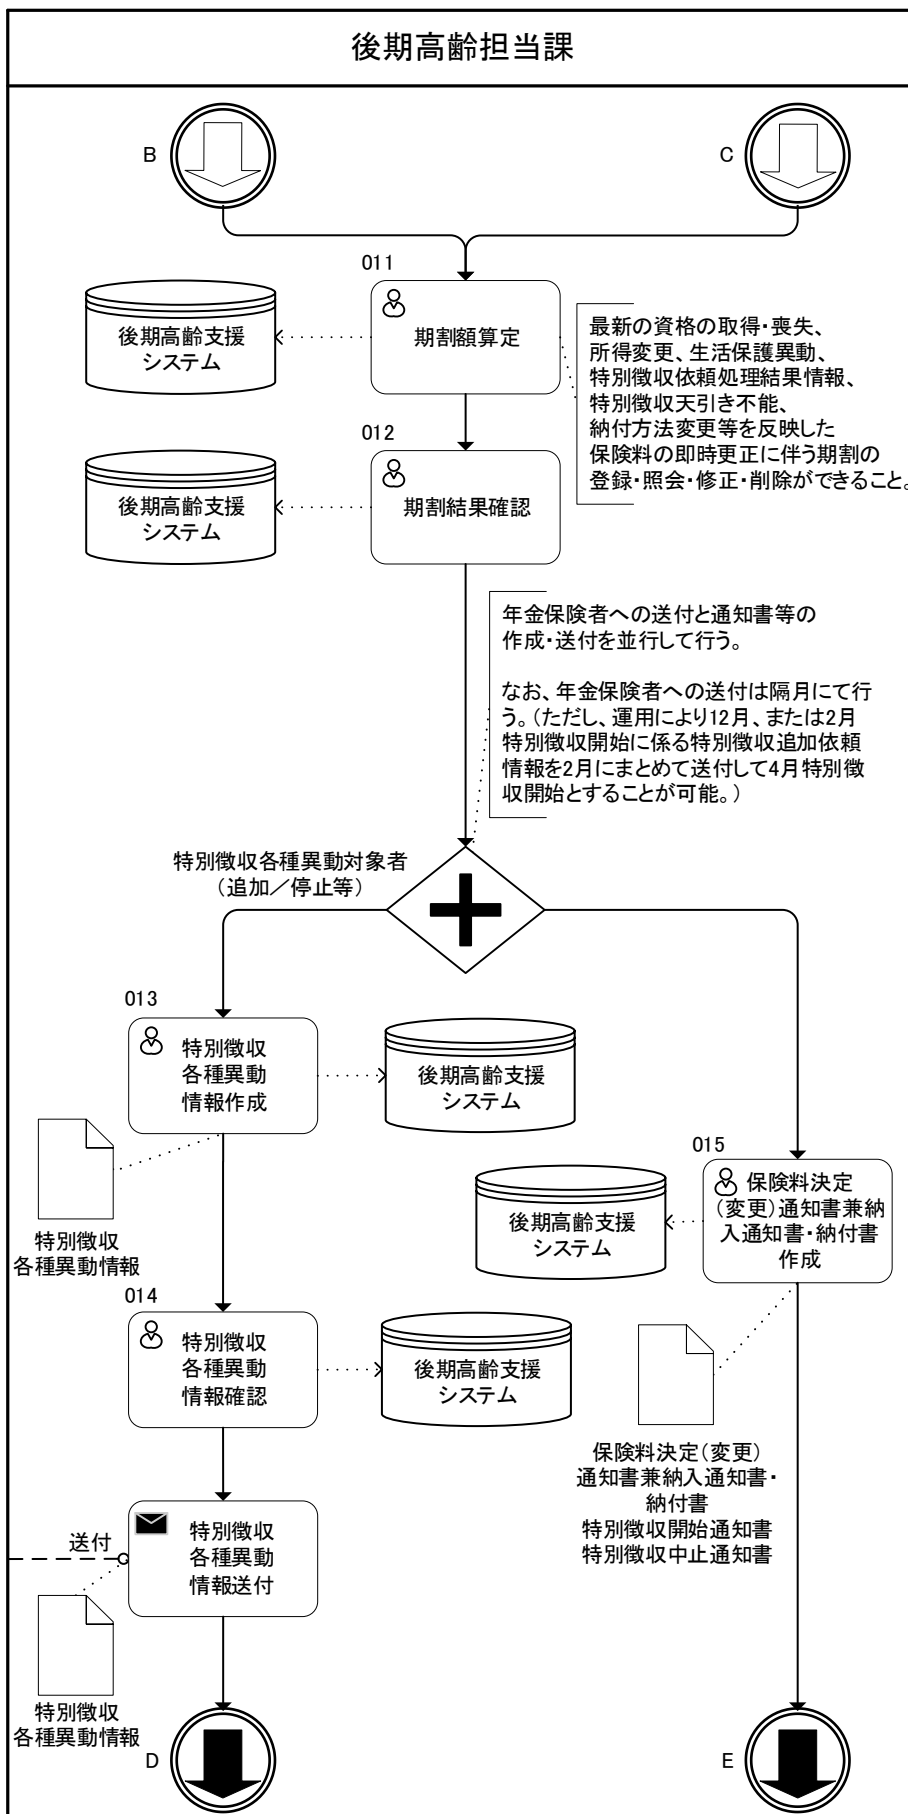 後期高齢担当課
B
C
011
期割額算定
後期高齢支援
システム
最新の資格の取得・喪失、
所得変更、生活保護異動、
特別徴収依頼処理結果情報、
特別徴収天引き不能、
納付方法変更等を反映した
保険料の即時更正に伴う期割の
登録・照会・修正・削除ができること。
012
期割結果確認
後期高齢支援
システム
年金保険者への送付と通知書等の
作成・送付を並行して行う。
なお、年金保険者への送付は隔月にて行
う。（ただし、運用により12月、または2月
特別徴収開始に係る特別徴収追加依頼
情報を2月にまとめて送付して4月特別徴
収開始とすることが可能。）
特別徴収各種異動対象者
（追加／停止等）
013
特別徴収
各種異動
情報作成
後期高齢支援
システム
特別徴収
各種異動情報
015
保険料決定
（変更）通知書兼納
入通知書・納付書
作成
後期高齢支援
システム
014
特別徴収
各種異動
情報確認
後期高齢支援
システム
保険料決定（変更）
通知書兼納入通知書・
納付書
特別徴収開始通知書
特別徴収中止通知書
送付
特別徴収
各種異動
情報送付
特別徴収
各種異動情報
D
E